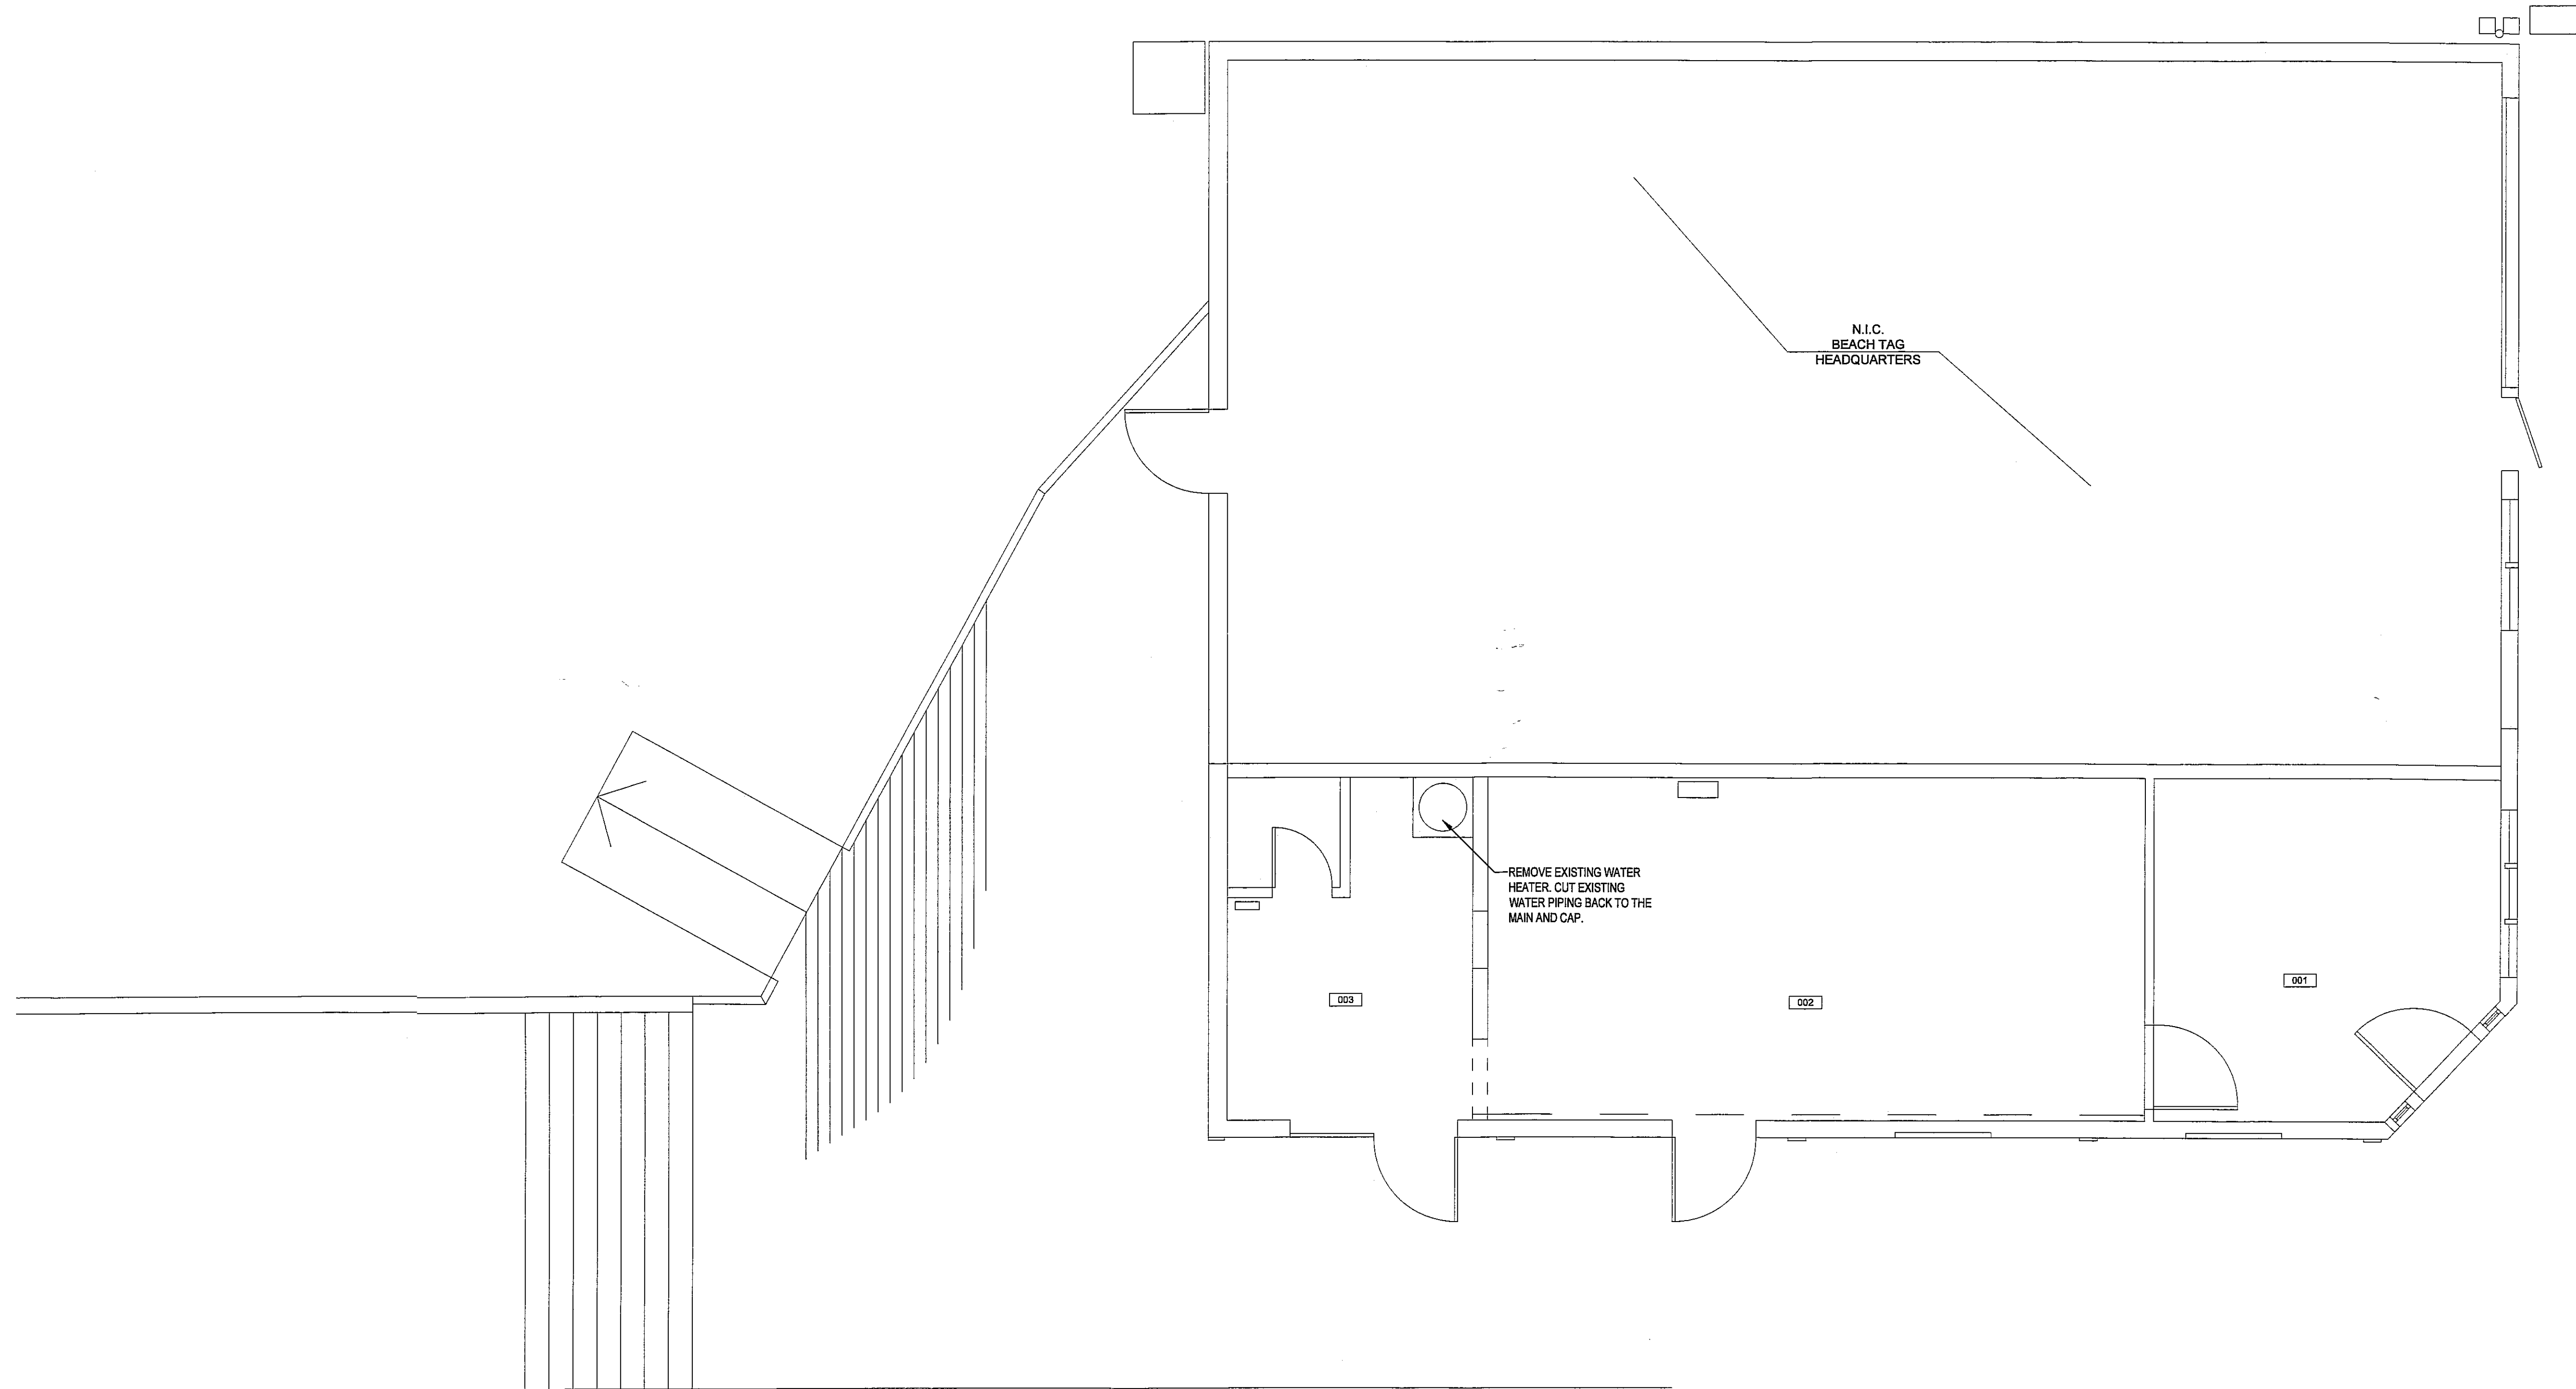 N.I.C.
BEACH TAG
HEADQUARTERS
REMOVE EXISTING WATER
HEATER. CUT EXISTING
WATER PIPING BACK TO THE
MAIN AND CAP.
001
003
002